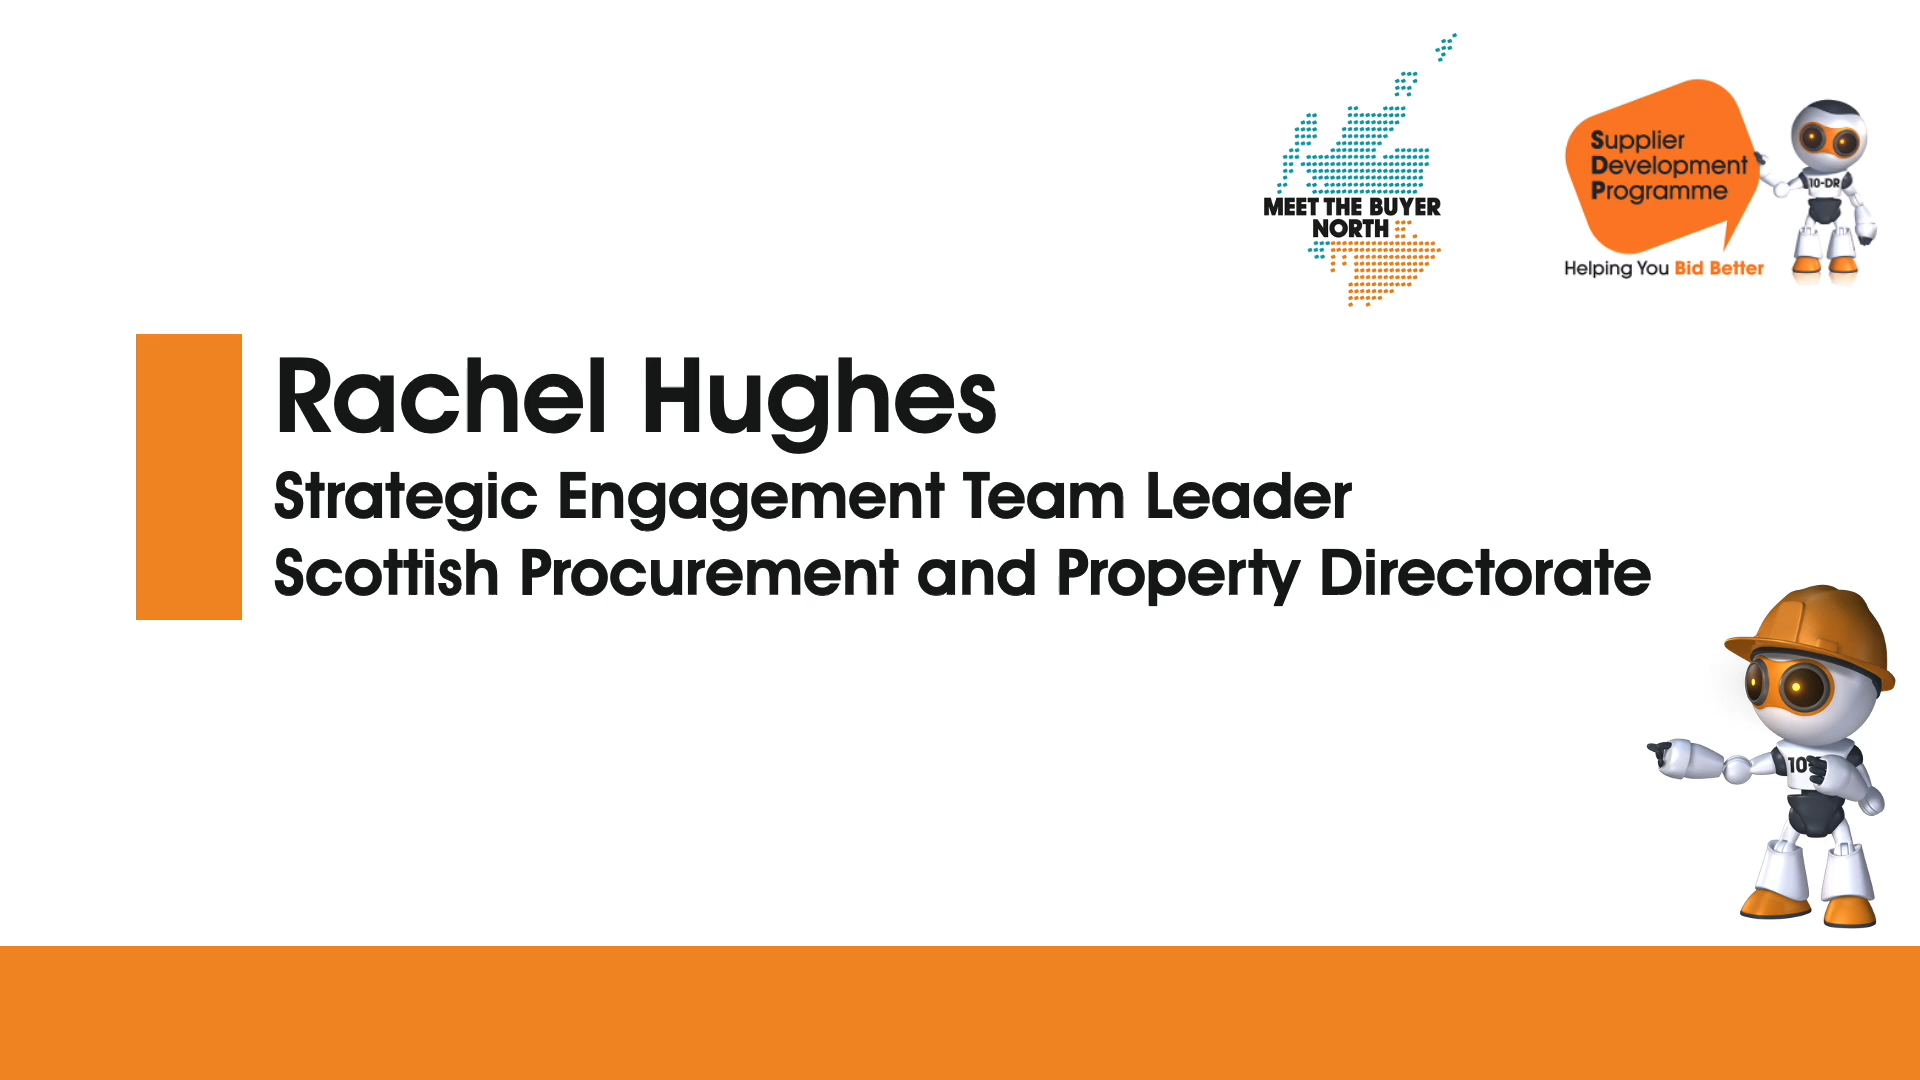 MEET THE BUYER
NORTH
Supplier
Development
Programme
10-DR
Helping You Bid Better
Rachel Hughes
Strategic Engagement Team Leader
Scottish Procurement and Property Directorate
10